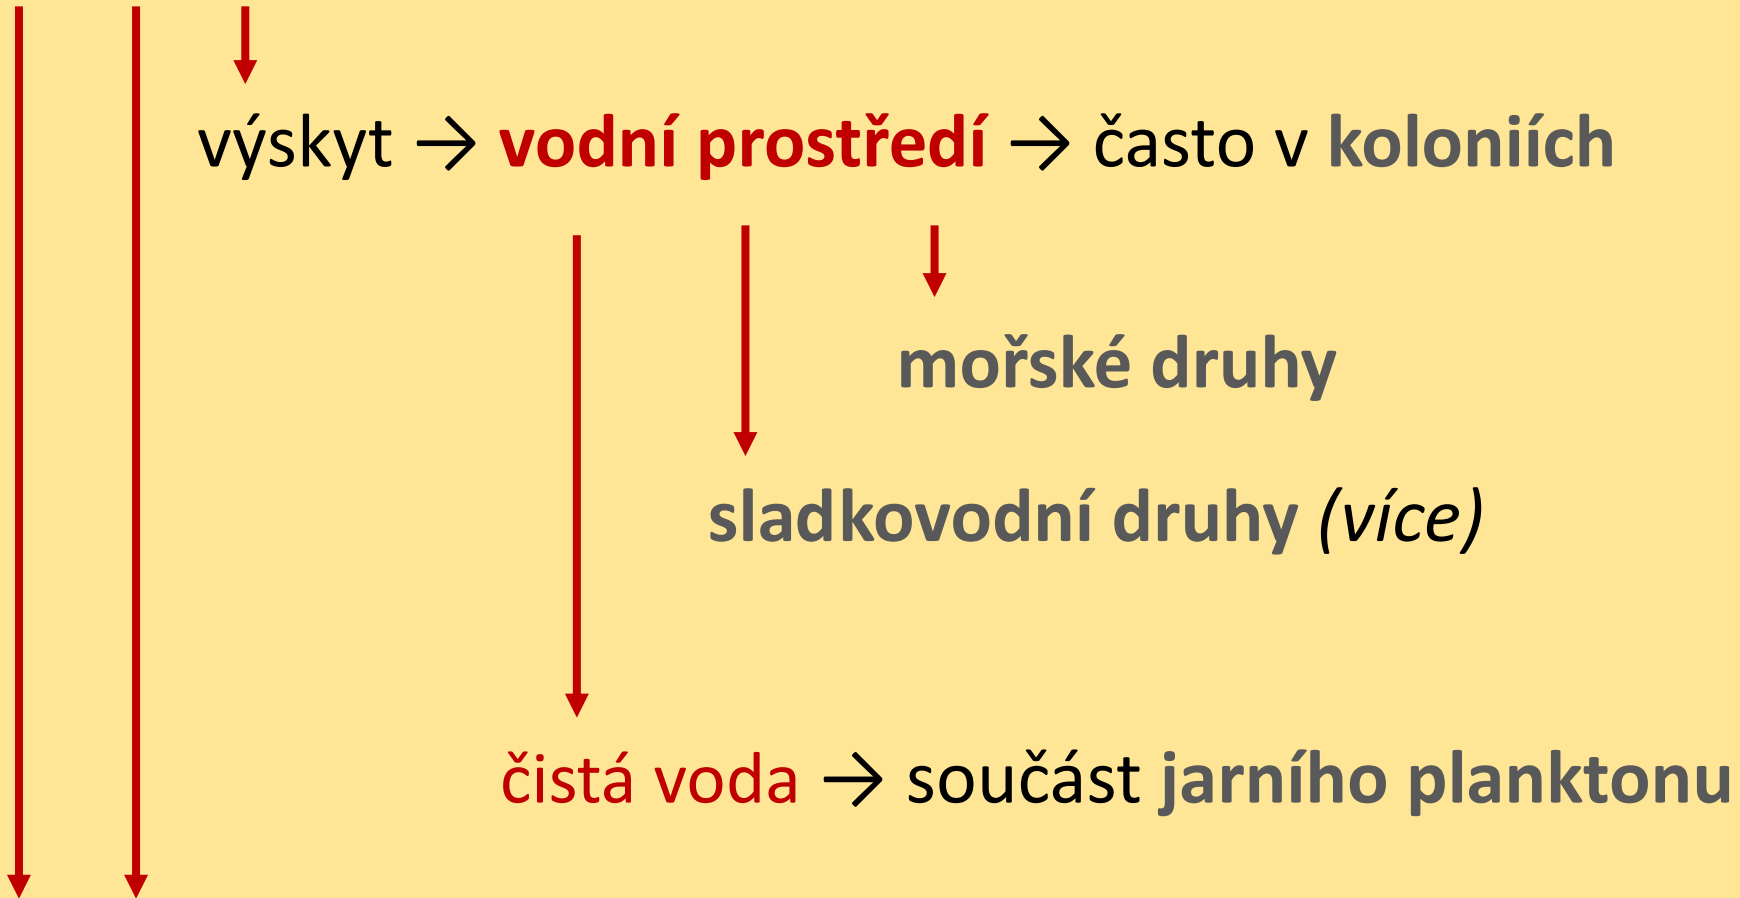 výskyt → vodní prostředí → často v koloniích
mořské druhy
sladkovodní druhy (více)
čistá voda → součást jarního planktonu